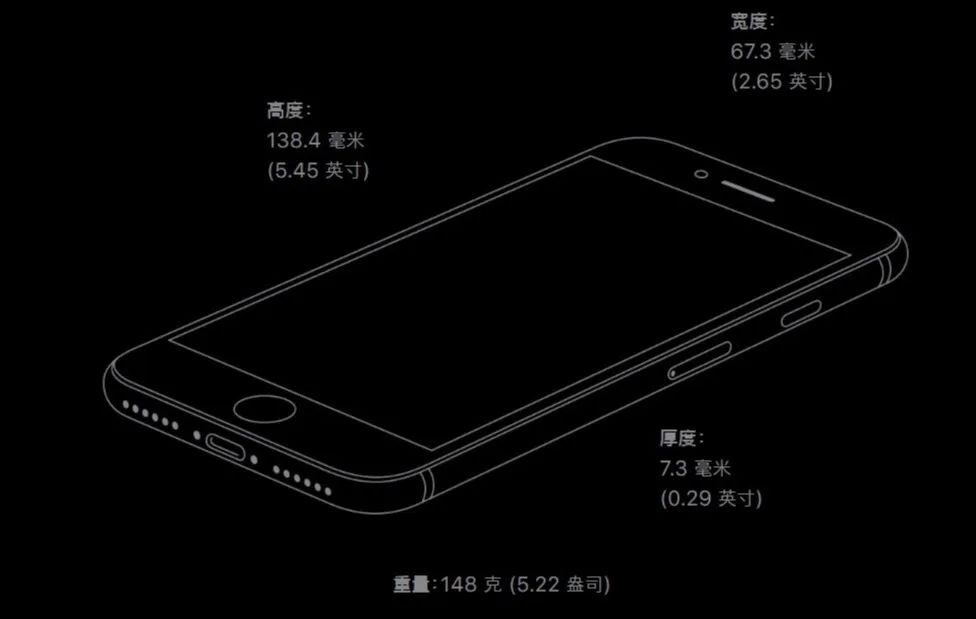 宽度：
67.3 毫米
(2.65 英寸)
高度：
138.4 毫米
(5.45 英寸)
厚度：
7.3 毫米
(0.29 英寸)
重量：148 克 (5.22 盎司)